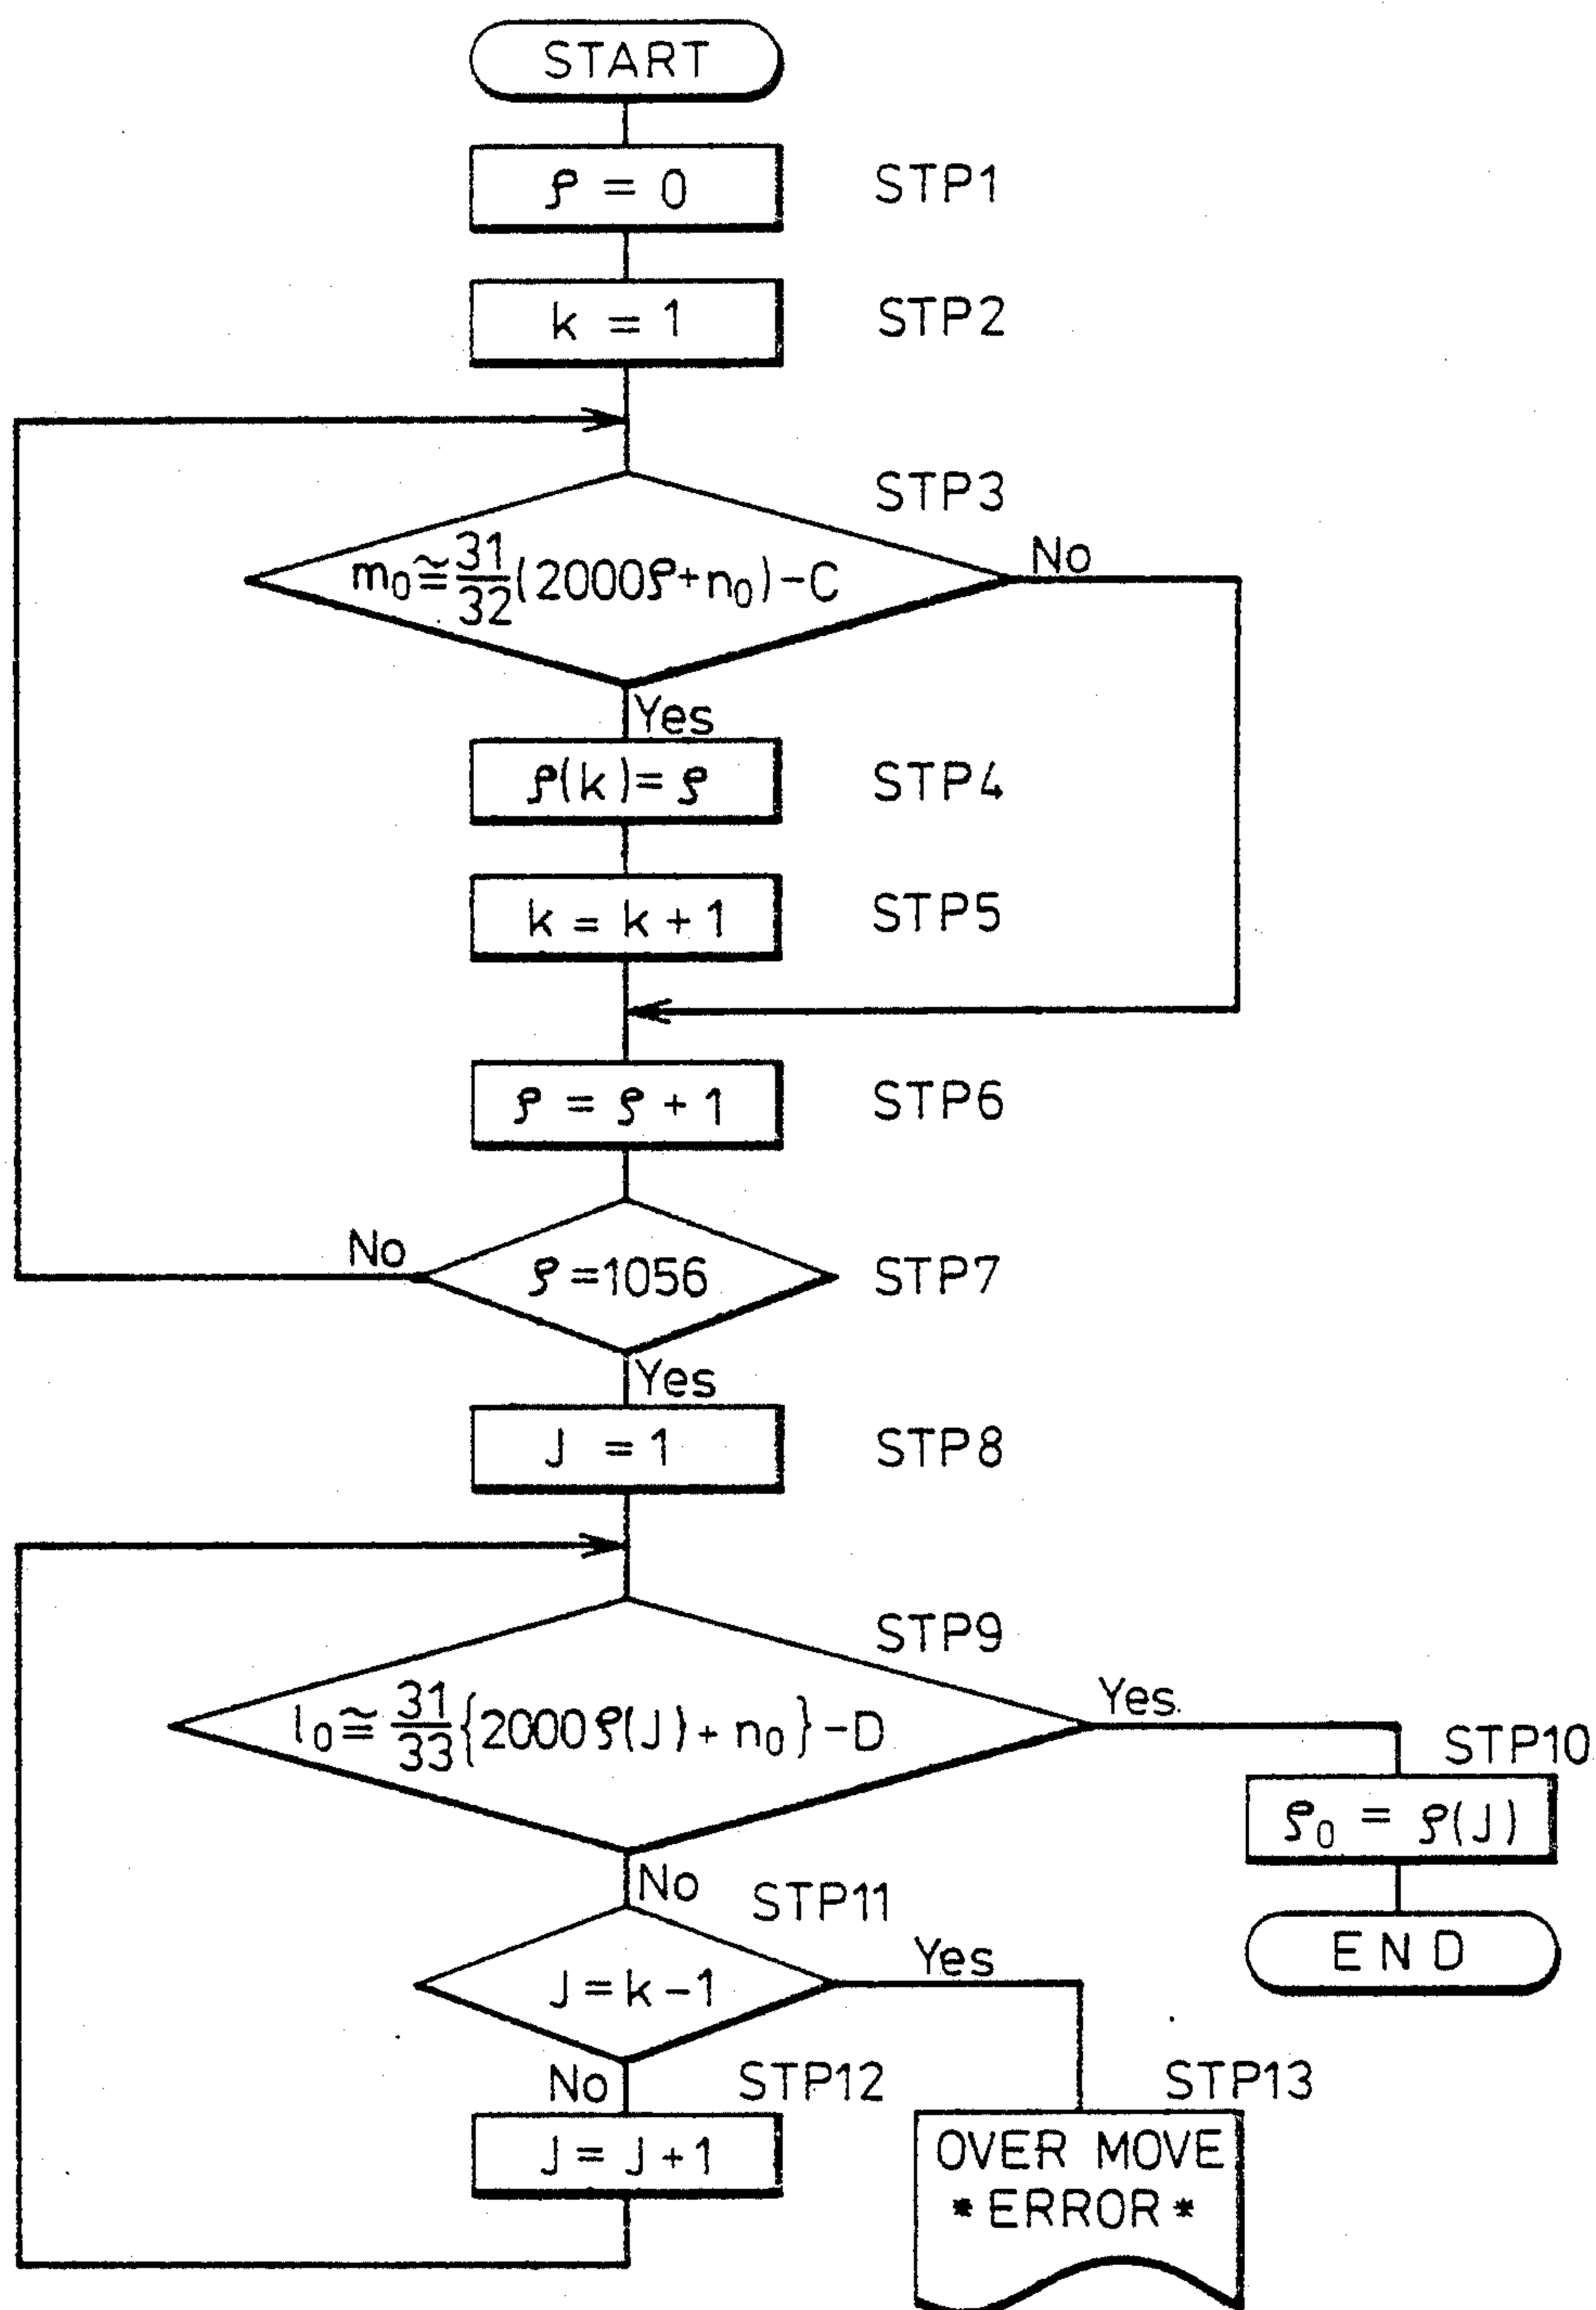 START
ρ = 0 STP1
k = 1 STP2
STP3
m₀≅31/32(2000ρ+n₀)-C No
Yes
ρ(k)=ρ STP4
k = k + 1 STP5
ρ = ρ + 1 STP6
No ρ=1056 STP7
Yes
J = 1 STP8
STP9
l₀≅31/33{2000ρ(J)+n₀}-D Yes
STP10
ρ₀ = ρ(J)
No STP11
END
J=k-1 Yes
No STP12 STP13
J=J+1 OVER MOVE
*ERROR*